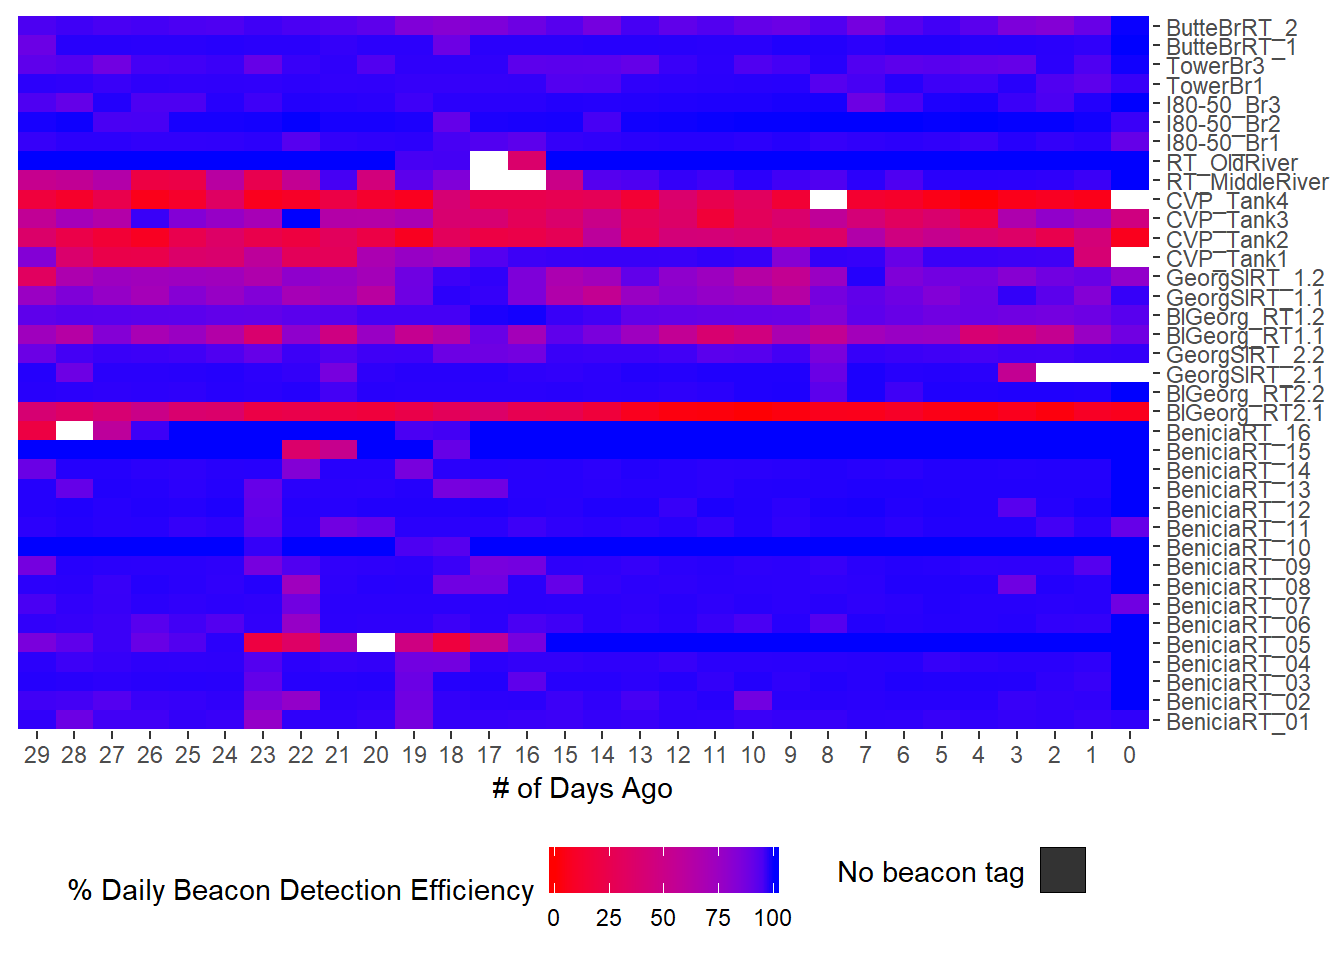 ButteBrRT_2
ButteBrRT_1
TowerBr3
TowerBr1
I80-50_Br3
I80-50_Br2
I80-50_Br1
RT_OldRiver
RT_MiddleRiver
CVP_Tank4
CVP_Tank3
CVP_Tank2
CVP_Tank1
GeorgSlRT_1.2
GeorgSlRT_1.1
BlGeorg_RT1.2
BlGeorg_RT1.1
GeorgSlRT_2.2
GeorgSlRT_2.1
BlGeorg_RT2.2
BlGeorg_RT2.1
BeniciaRT_16
BeniciaRT_15
BeniciaRT_14
BeniciaRT_13
BeniciaRT_12
BeniciaRT_11
BeniciaRT_10
BeniciaRT_09
BeniciaRT_08
BeniciaRT_07
BeniciaRT_06
BeniciaRT_05
BeniciaRT_04
BeniciaRT_03
BeniciaRT_02
BeniciaRT_01
29 28 27 26 25 24 23 22 21 20 19 18 17 16 15 14 13 12 11 10 9 8 7 6 5 4 3 2 1 0
# of Days Ago
% Daily Beacon Detection Efficiency
0 25 50 75 100
No beacon tag